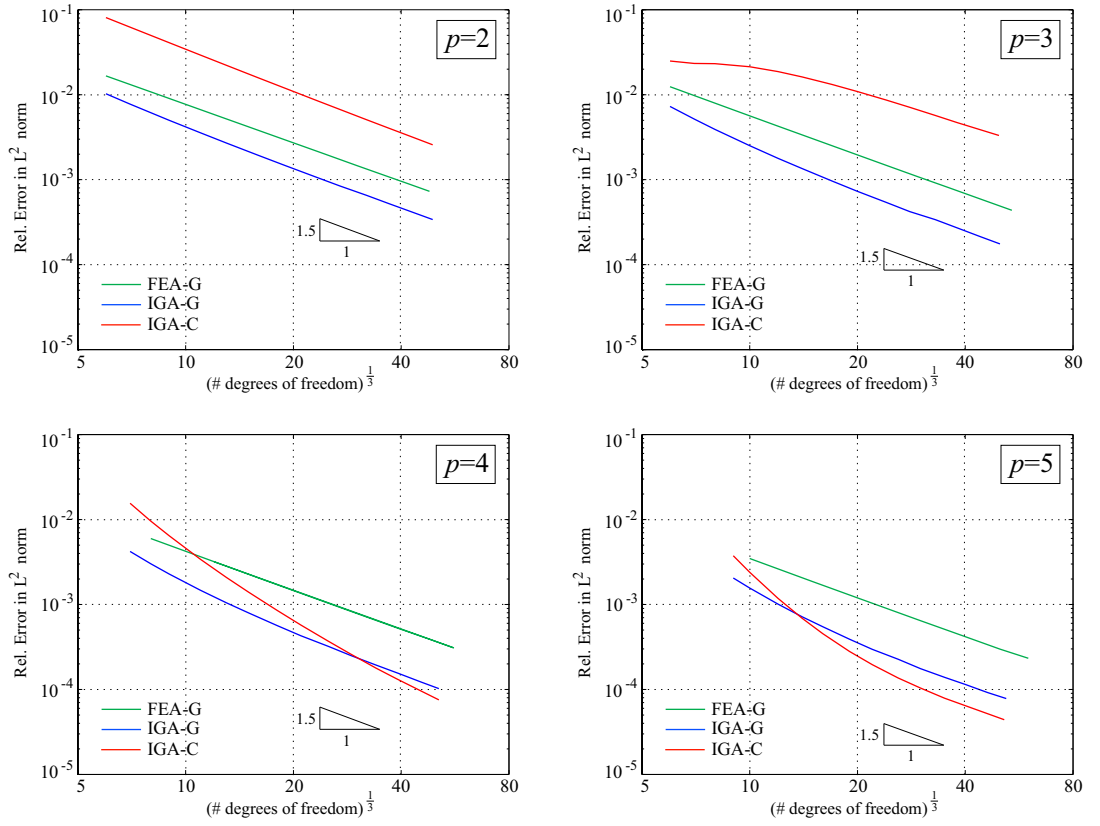 p=2
Rel. Error in L² norm
10⁻¹
10⁻²
10⁻³
10⁻⁴
10⁻⁵
1.5
1
FEA-G
IGA-G
IGA-C
5 10 20 40 80
(# degrees of freedom)^1/3
p=3
Rel. Error in L² norm
10⁻¹
10⁻²
10⁻³
10⁻⁴
10⁻⁵
1.5
1
FEA-G
IGA-G
IGA-C
5 10 20 40 80
(# degrees of freedom)^1/3
p=4
Rel. Error in L² norm
10⁻¹
10⁻²
10⁻³
10⁻⁴
10⁻⁵
1.5
1
FEA-G
IGA-G
IGA-C
5 10 20 40 80
(# degrees of freedom)^1/3
p=5
Rel. Error in L² norm
10⁻¹
10⁻²
10⁻³
10⁻⁴
10⁻⁵
1.5
1
FEA-G
IGA-G
IGA-C
5 10 20 40 80
(# degrees of freedom)^1/3